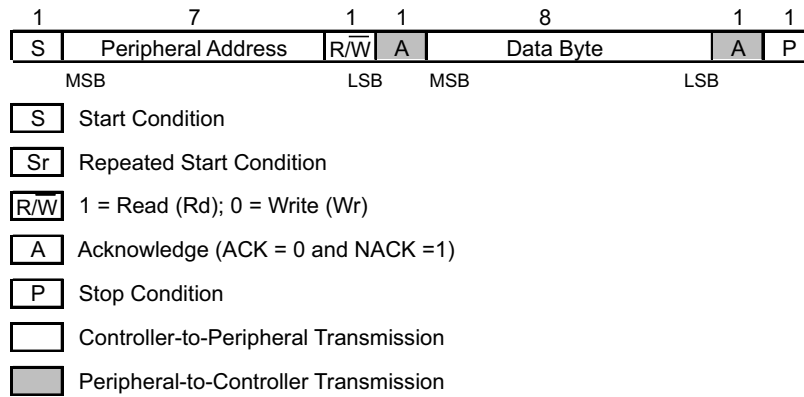 1 7 1 1 8 1 1
S Peripheral Address R/W̅ A Data Byte A P
MSB LSB MSB LSB
S Start Condition
Sr Repeated Start Condition
R/W̅ 1 = Read (Rd); 0 = Write (Wr)
A Acknowledge (ACK = 0 and NACK =1)
P Stop Condition
Controller-to-Peripheral Transmission
Peripheral-to-Controller Transmission